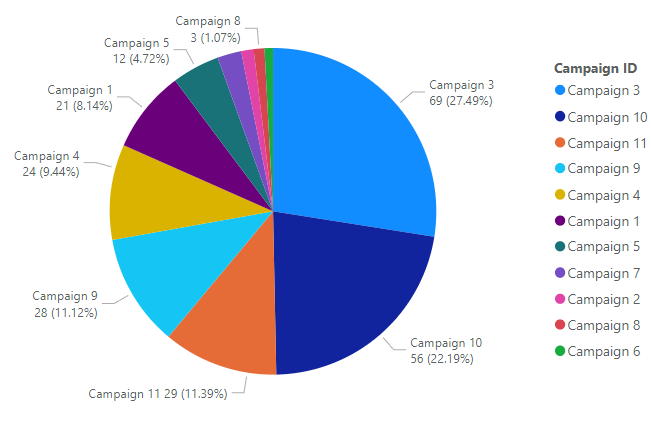 Campaign 8
3 (1.07%)
Campaign 5
12 (4.72%)
Campaign 1
21 (8.14%)
Campaign 4
24 (9.44%)
Campaign 9
28 (11.12%)
Campaign 11 29 (11.39%)
Campaign 3
69 (27.49%)
Campaign 10
56 (22.19%)
Campaign ID
Campaign 3
Campaign 10
Campaign 11
Campaign 9
Campaign 4
Campaign 1
Campaign 5
Campaign 7
Campaign 2
Campaign 8
Campaign 6